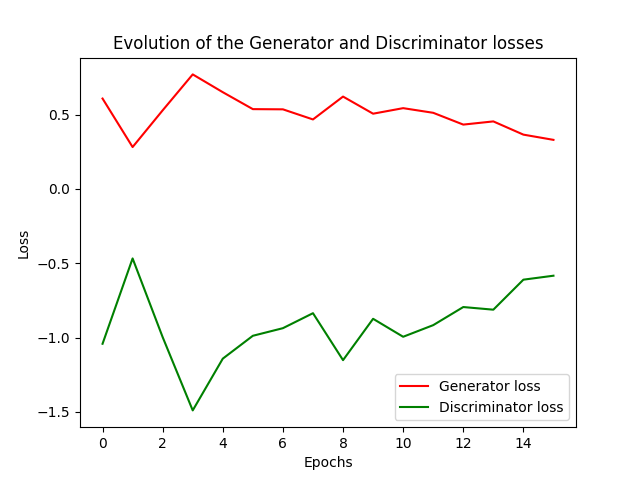 Evolution of the Generator and Discriminator losses
0.5
0.0
−0.5
−1.0
−1.5
Loss
0 2 4 6 8 10 12 14
Epochs
Generator loss
Discriminator loss